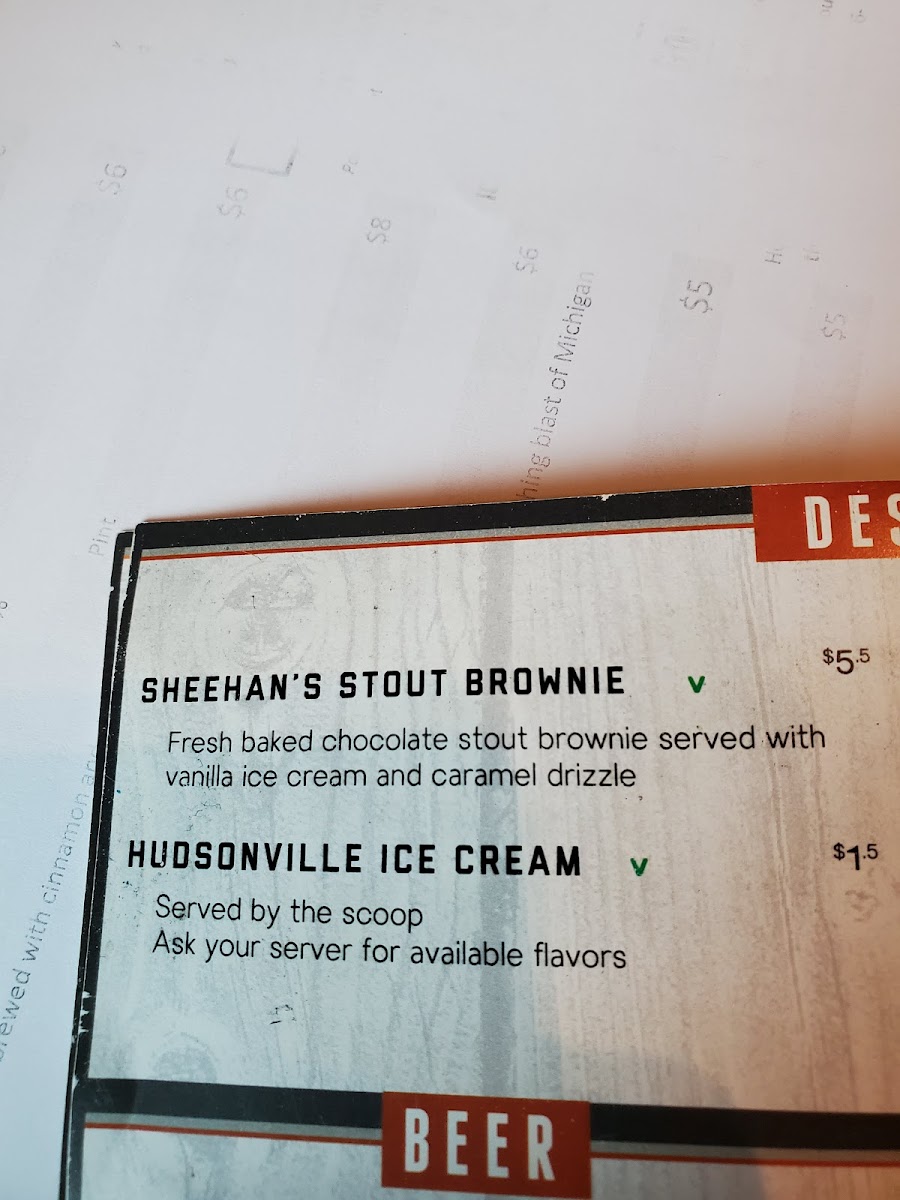 $6
$6
$8
$6
hing blast of Michigan
$5
$5
Pint
rewed with cinnamon an
DES
SHEEHAN'S STOUT BROWNIE V $5.5
Fresh baked chocolate stout brownie served with
vanilla ice cream and caramel drizzle
HUDSONVILLE ICE CREAM V $1.5
Served by the scoop
Ask your server for available flavors
BEER